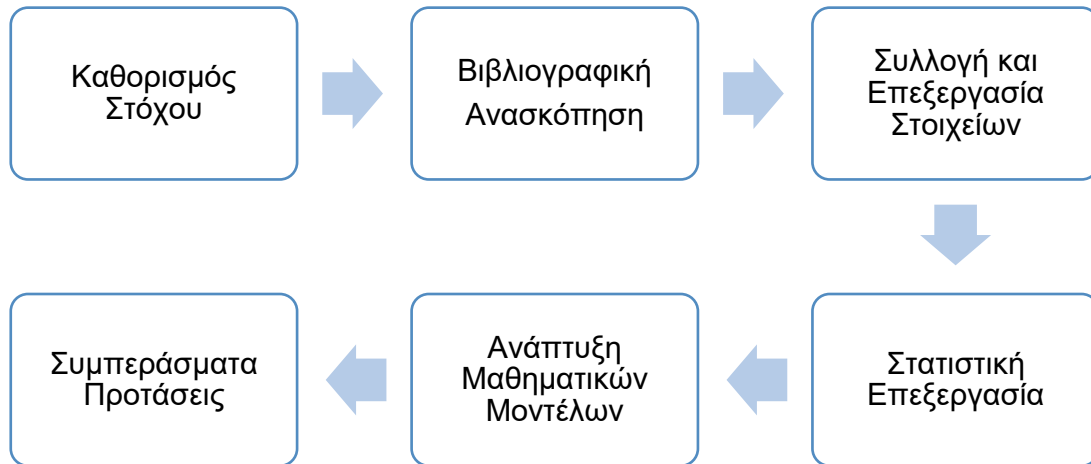 Καθορισμός
Στόχου
Βιβλιογραφική
Ανασκόπηση
Συλλογή και
Επεξεργασία
Στοιχείων
Στατιστική
Επεξεργασία
Ανάπτυξη
Μαθηματικών
Μοντέλων
Συμπεράσματα
Προτάσεις